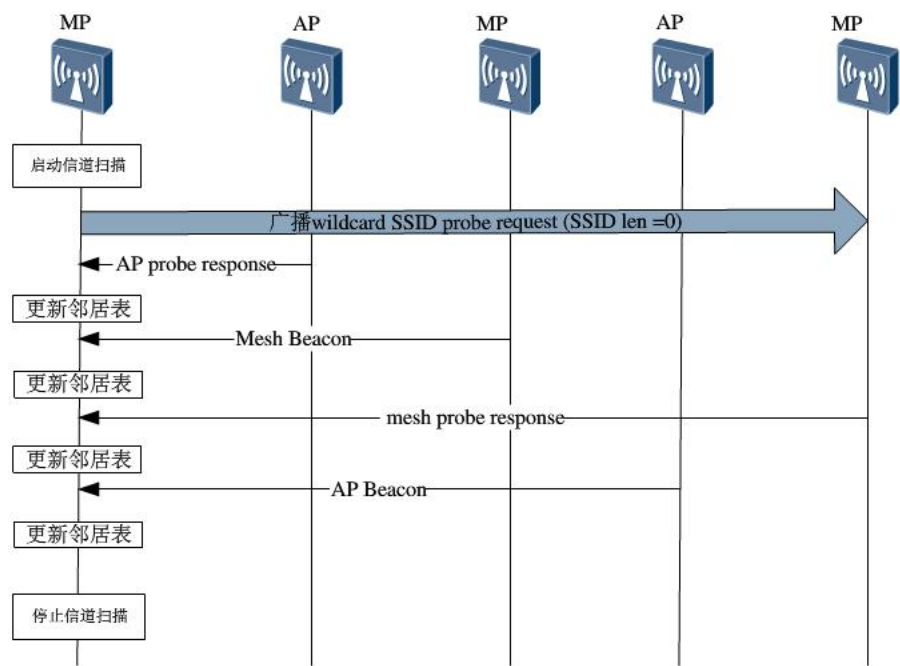 MP
AP
MP
AP
MP
启动信道扫描
广播wildcard SSID probe request (SSID len =0)
AP probe response
更新邻居表
Mesh Beacon
更新邻居表
mesh probe response
更新邻居表
AP Beacon
更新邻居表
停止信道扫描